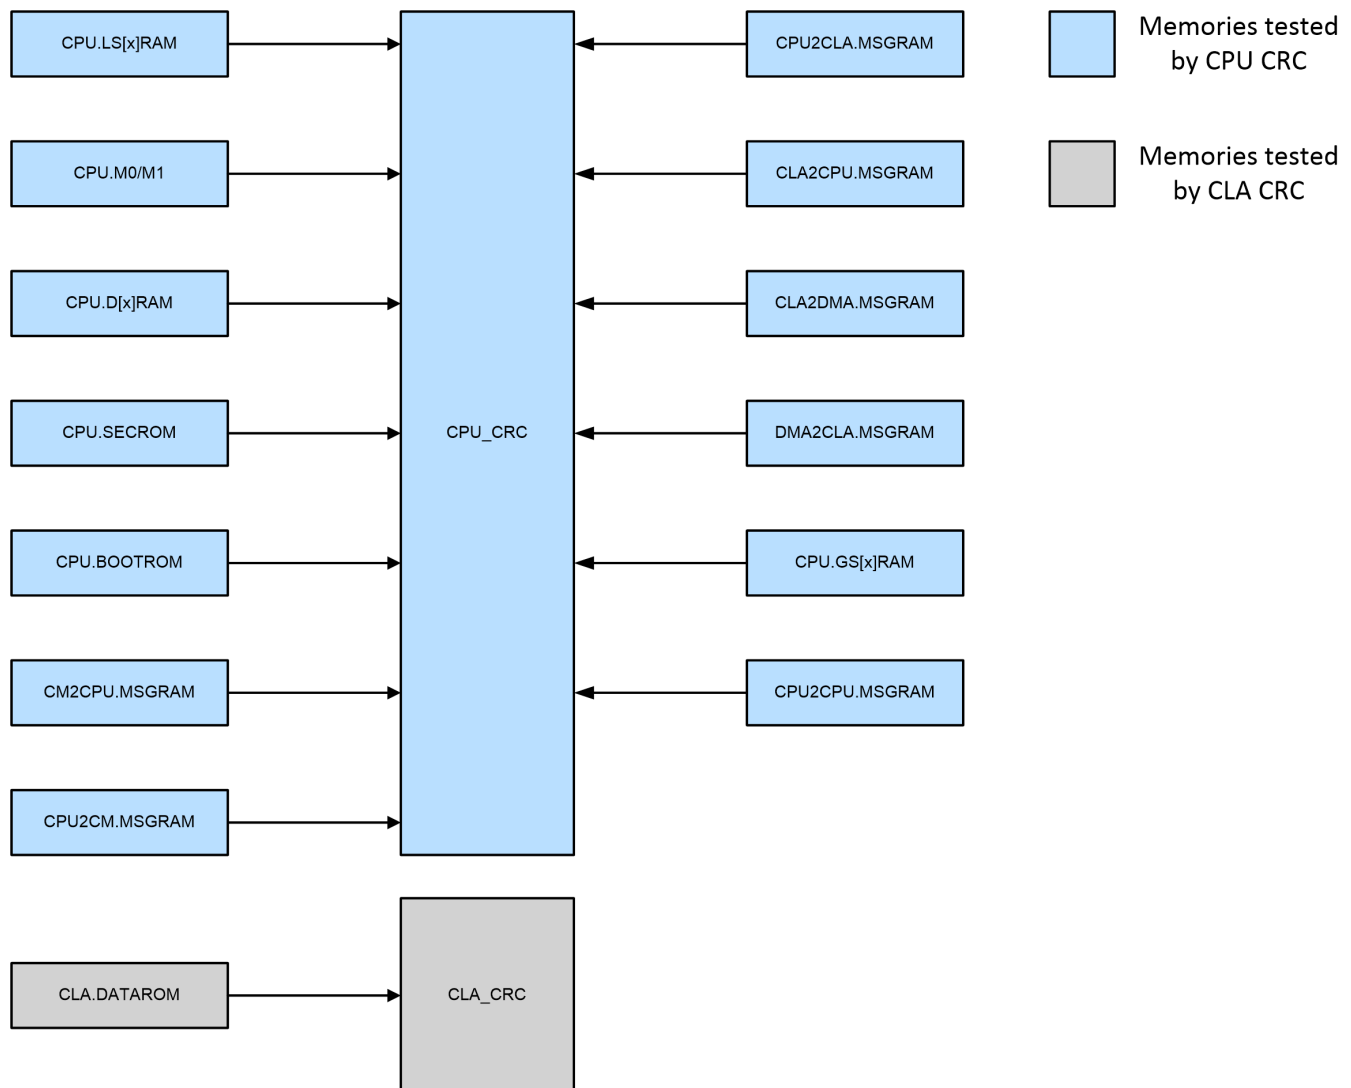 CPU.LS[x]RAM
CPU2CLA.MSGRAM
Memories tested
by CPU CRC
CPU.M0/M1
CLA2CPU.MSGRAM
Memories tested
by CLA CRC
CPU.D[x]RAM
CLA2DMA.MSGRAM
CPU.SECROM
CPU_CRC
DMA2CLA.MSGRAM
CPU.BOOTROM
CPU.GS[x]RAM
CM2CPU.MSGRAM
CPU2CPU.MSGRAM
CPU2CM.MSGRAM
CLA.DATAROM
CLA_CRC